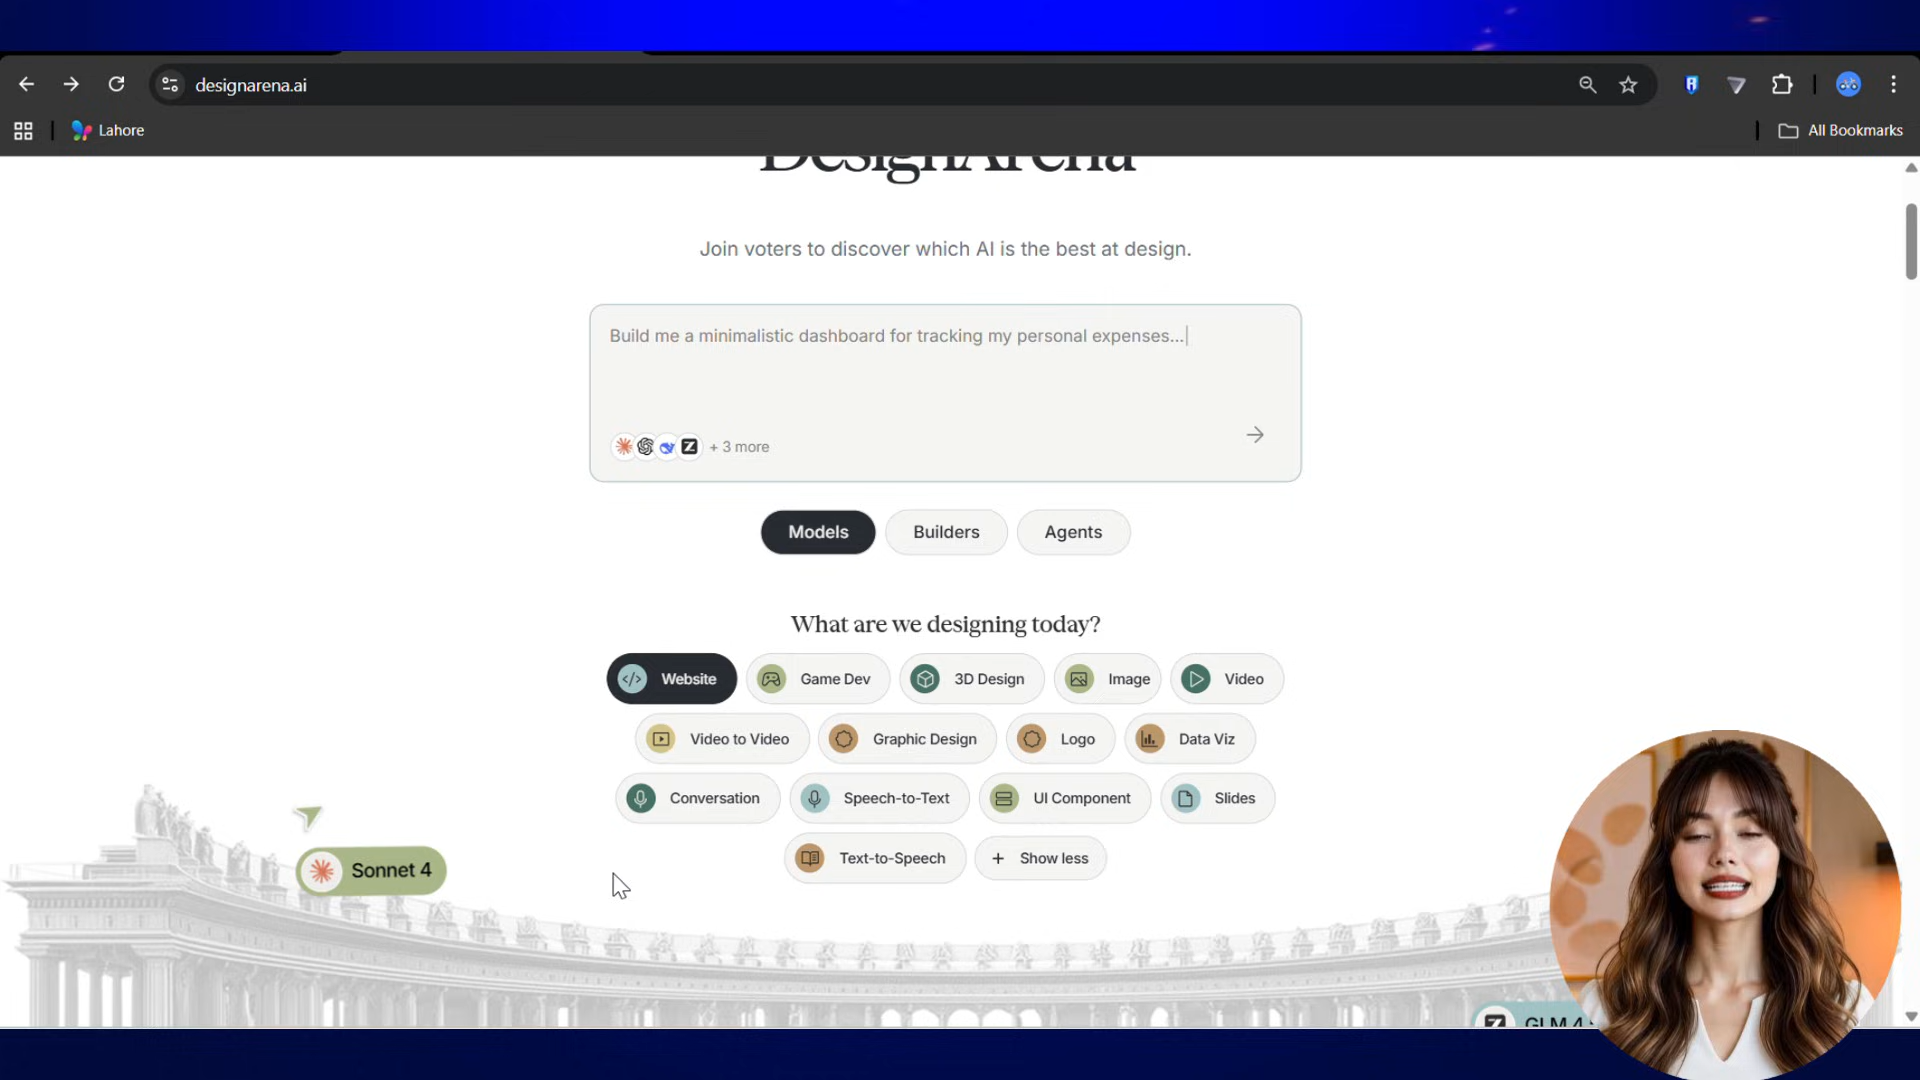 designarena.ai
Lahore
All Bookmarks
DesignArena
Join voters to discover which AI is the best at design.
Build me a minimalistic dashboard for tracking my personal expenses...
+ 3 more
Models
Builders
Agents
What are we designing today?
Website
Game Dev
3D Design
Image
Video
Video to Video
Graphic Design
Logo
Data Viz
Conversation
Speech-to-Text
UI Component
Slides
Text-to-Speech
+ Show less
Sonnet 4
GLM 4